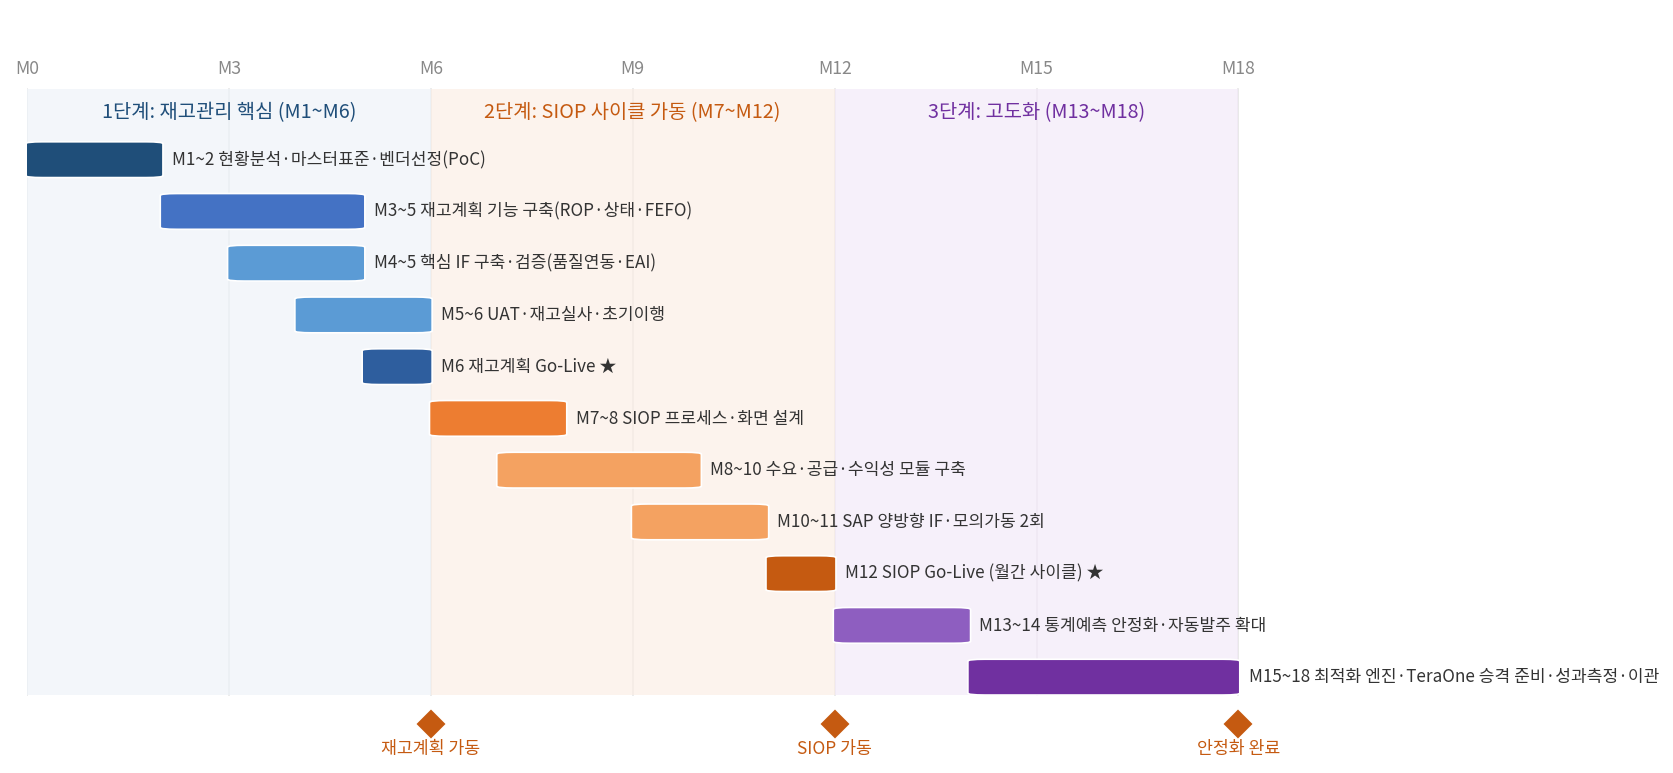 M0 M3 M6 M9 M12 M15 M18
1단계: 재고관리 핵심 (M1~M6) 2단계: SIOP 사이클 가동 (M7~M12) 3단계: 고도화 (M13~M18)
M1~2 현황분석·마스터표준·벤더선정(PoC)
M3~5 재고계획 기능 구축(ROP·상태·FEFO)
M4~5 핵심 IF 구축·검증(품질연동·EAI)
M5~6 UAT·재고실사·초기이행
M6 재고계획 Go-Live ★
M7~8 SIOP 프로세스·화면 설계
M8~10 수요·공급·수익성 모듈 구축
M10~11 SAP 양방향 IF·모의가동 2회
M12 SIOP Go-Live (월간 사이클) ★
M13~14 통계예측 안정화·자동발주 확대
M15~18 최적화 엔진·TeraOne 승격 준비·성과측정·이관
재고계획 가동 SIOP 가동 안정화 완료